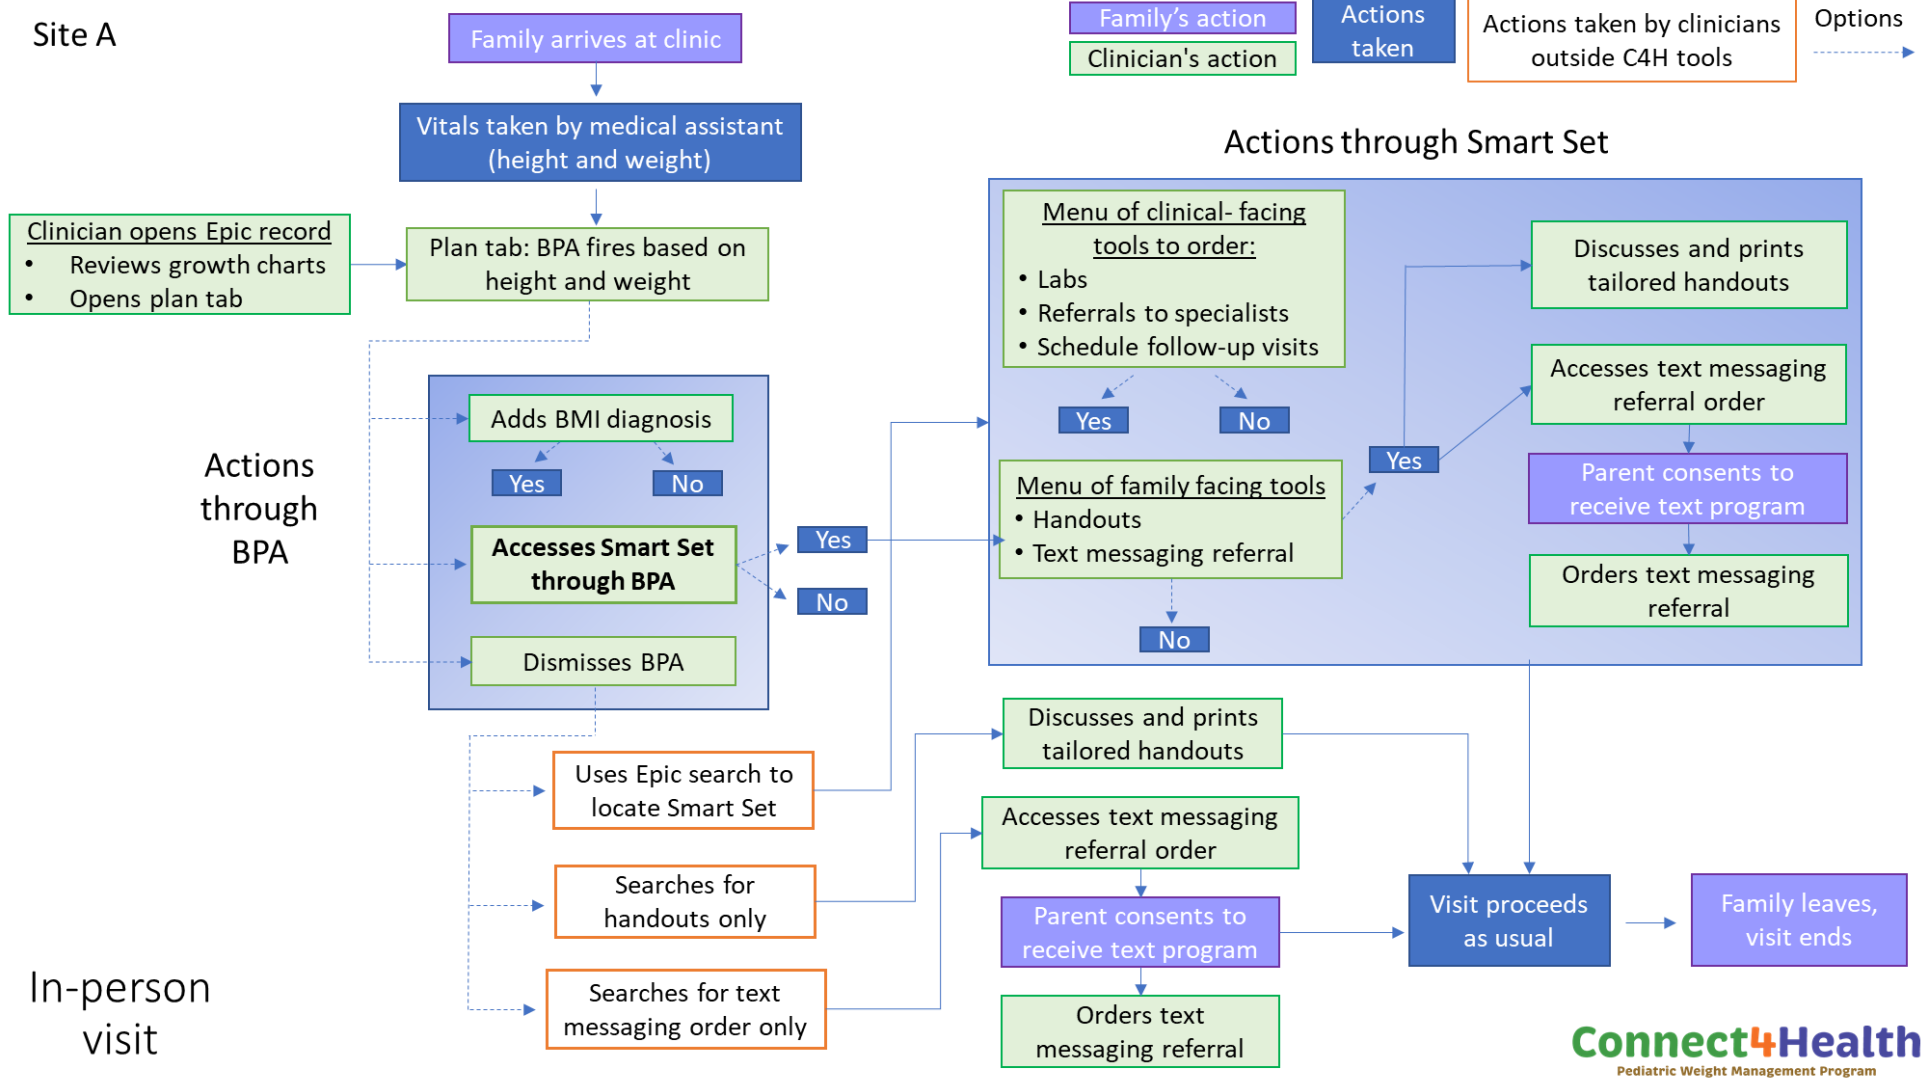 Site A
Family arrives at clinic
Family's action
Clinician's action
Actions
taken
Actions taken by clinicians
outside C4H tools
Options
Vitals taken by medical assistant
(height and weight)
Clinician opens Epic record
• Reviews growth charts
• Opens plan tab
Plan tab: BPA fires based on
height and weight
Actions
through
BPA
Adds BMI diagnosis
Yes
No
Accesses Smart Set
through BPA
Yes
No
Dismisses BPA
Actions through Smart Set
Menu of clinical- facing
tools to order:
• Labs
• Referrals to specialists
• Schedule follow-up visits
Yes
No
Menu of family facing tools
• Handouts
• Text messaging referral
Yes
No
Discusses and prints
tailored handouts
Accesses text messaging
referral order
Parent consents to
receive text program
Orders text messaging
referral
Uses Epic search to
locate Smart Set
Searches for
handouts only
Searches for text
messaging order only
Discusses and prints
tailored handouts
Accesses text messaging
referral order
Parent consents to
receive text program
Orders text
messaging referral
Visit proceeds
as usual
Family leaves,
visit ends
In-person
visit
Connect4Health
Pediatric Weight Management Program